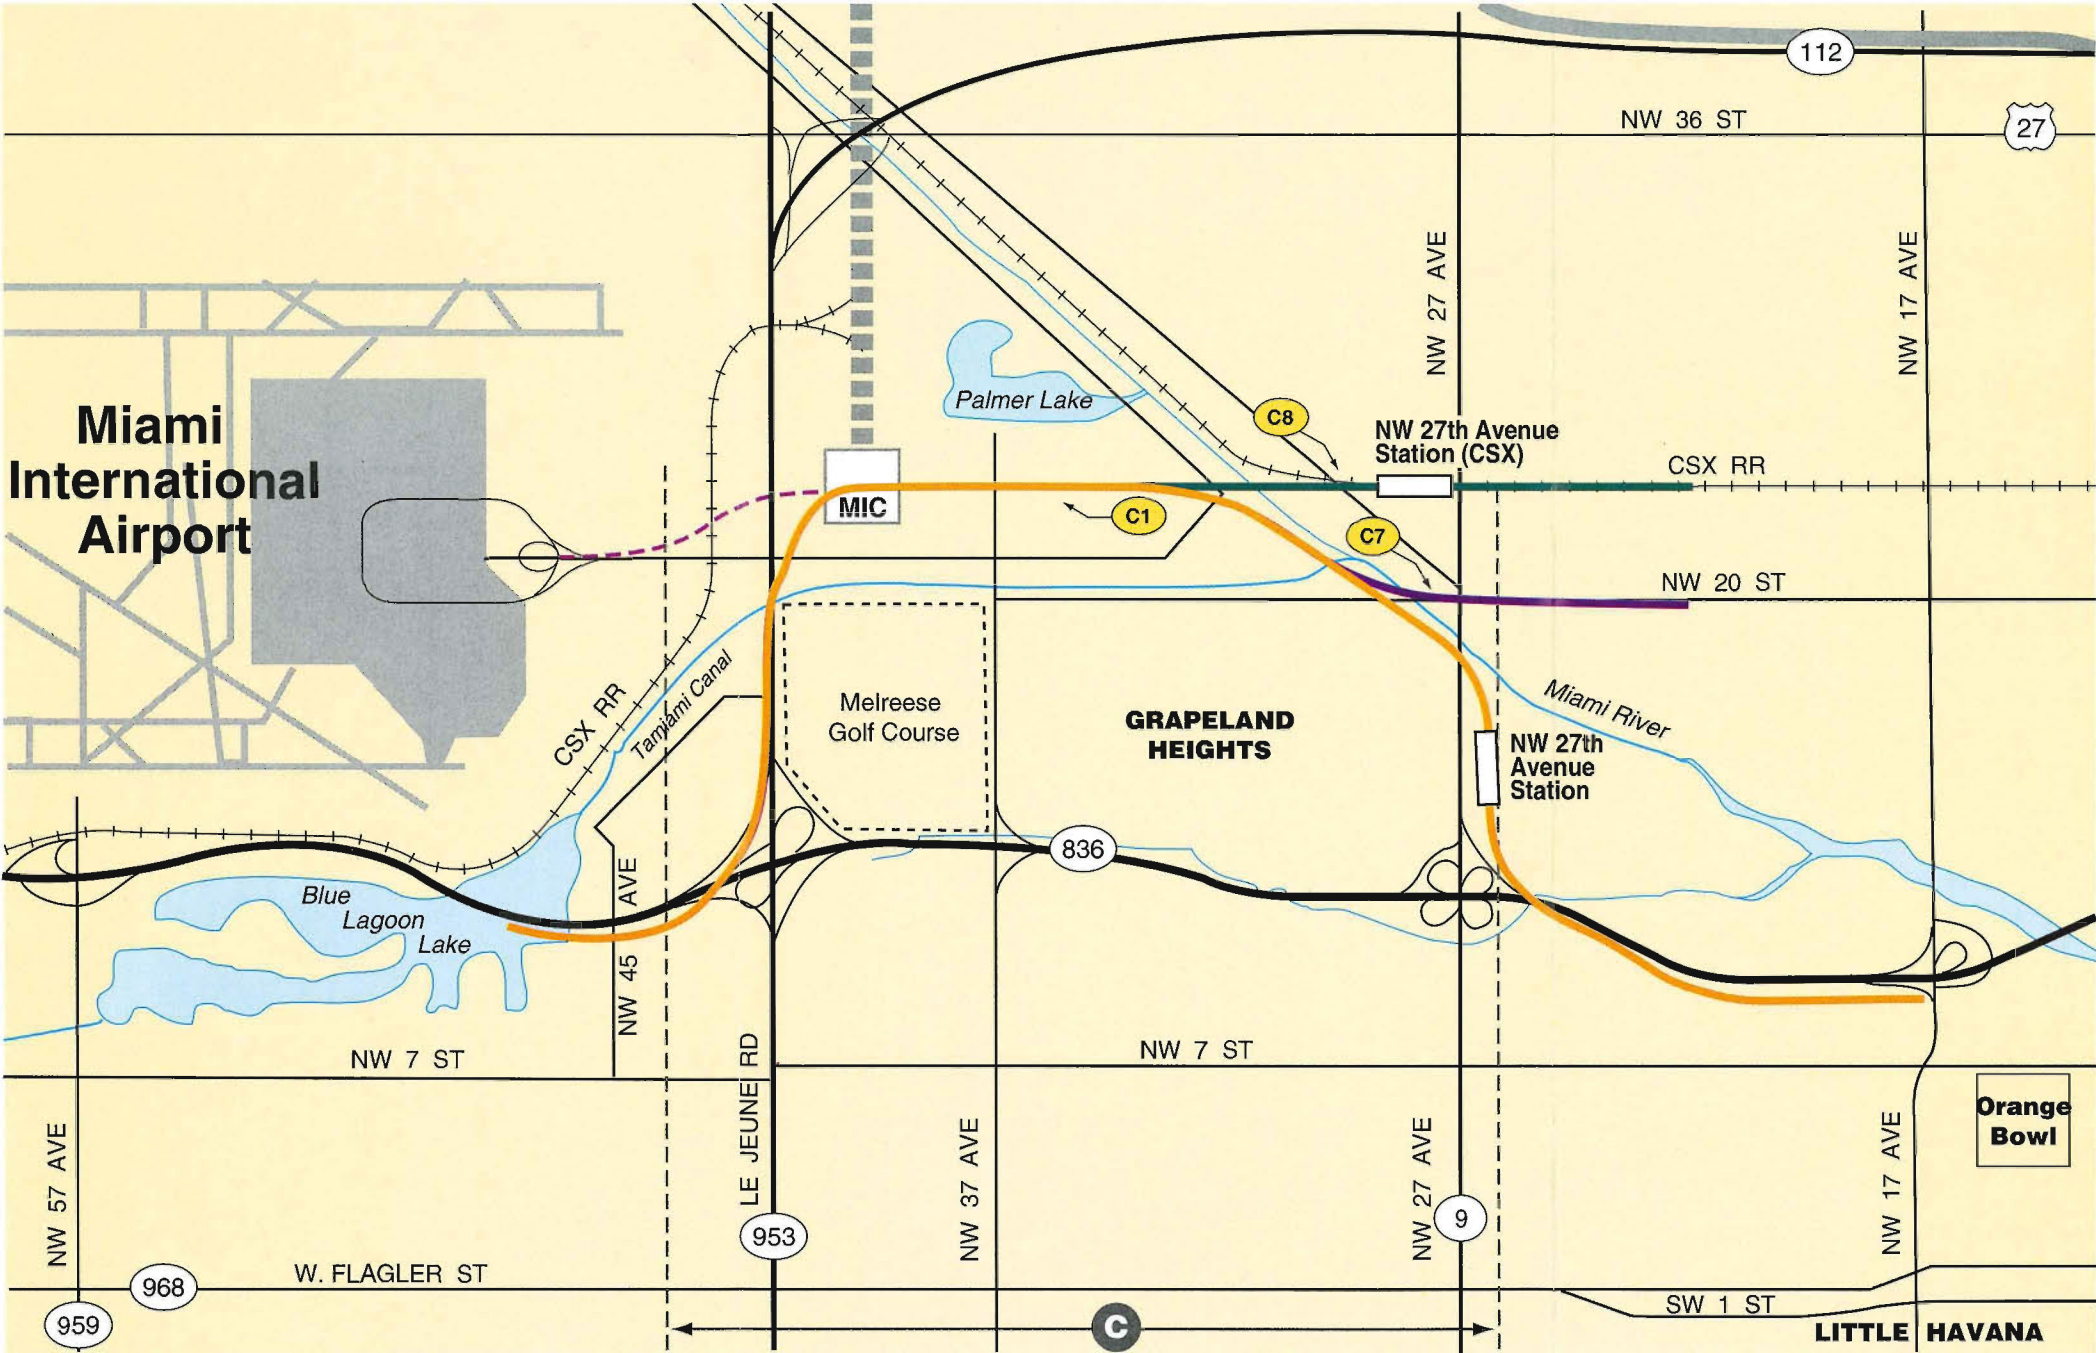 112
NW 36 ST
27
NW 27 AVE
NW 17 AVE
Palmer Lake
Miami
International
Airport
C8
NW 27th Avenue
Station (CSX)
CSX RR
MIC
C1
C7
NW 20 ST
CSX RR
Tamiami Canal
Melreese
Golf Course
GRAPELAND
HEIGHTS
Miami River
NW 27th
Avenue
Station
836
Blue
Lagoon
Lake
NW 45 AVE
NW 7 ST
NW 7 ST
LE JEUNE RD
Orange
Bowl
NW 57 AVE
NW 37 AVE
NW 27 AVE
NW 17 AVE
9
953
968
W. FLAGLER ST
959
C
SW 1 ST
LITTLE HAVANA